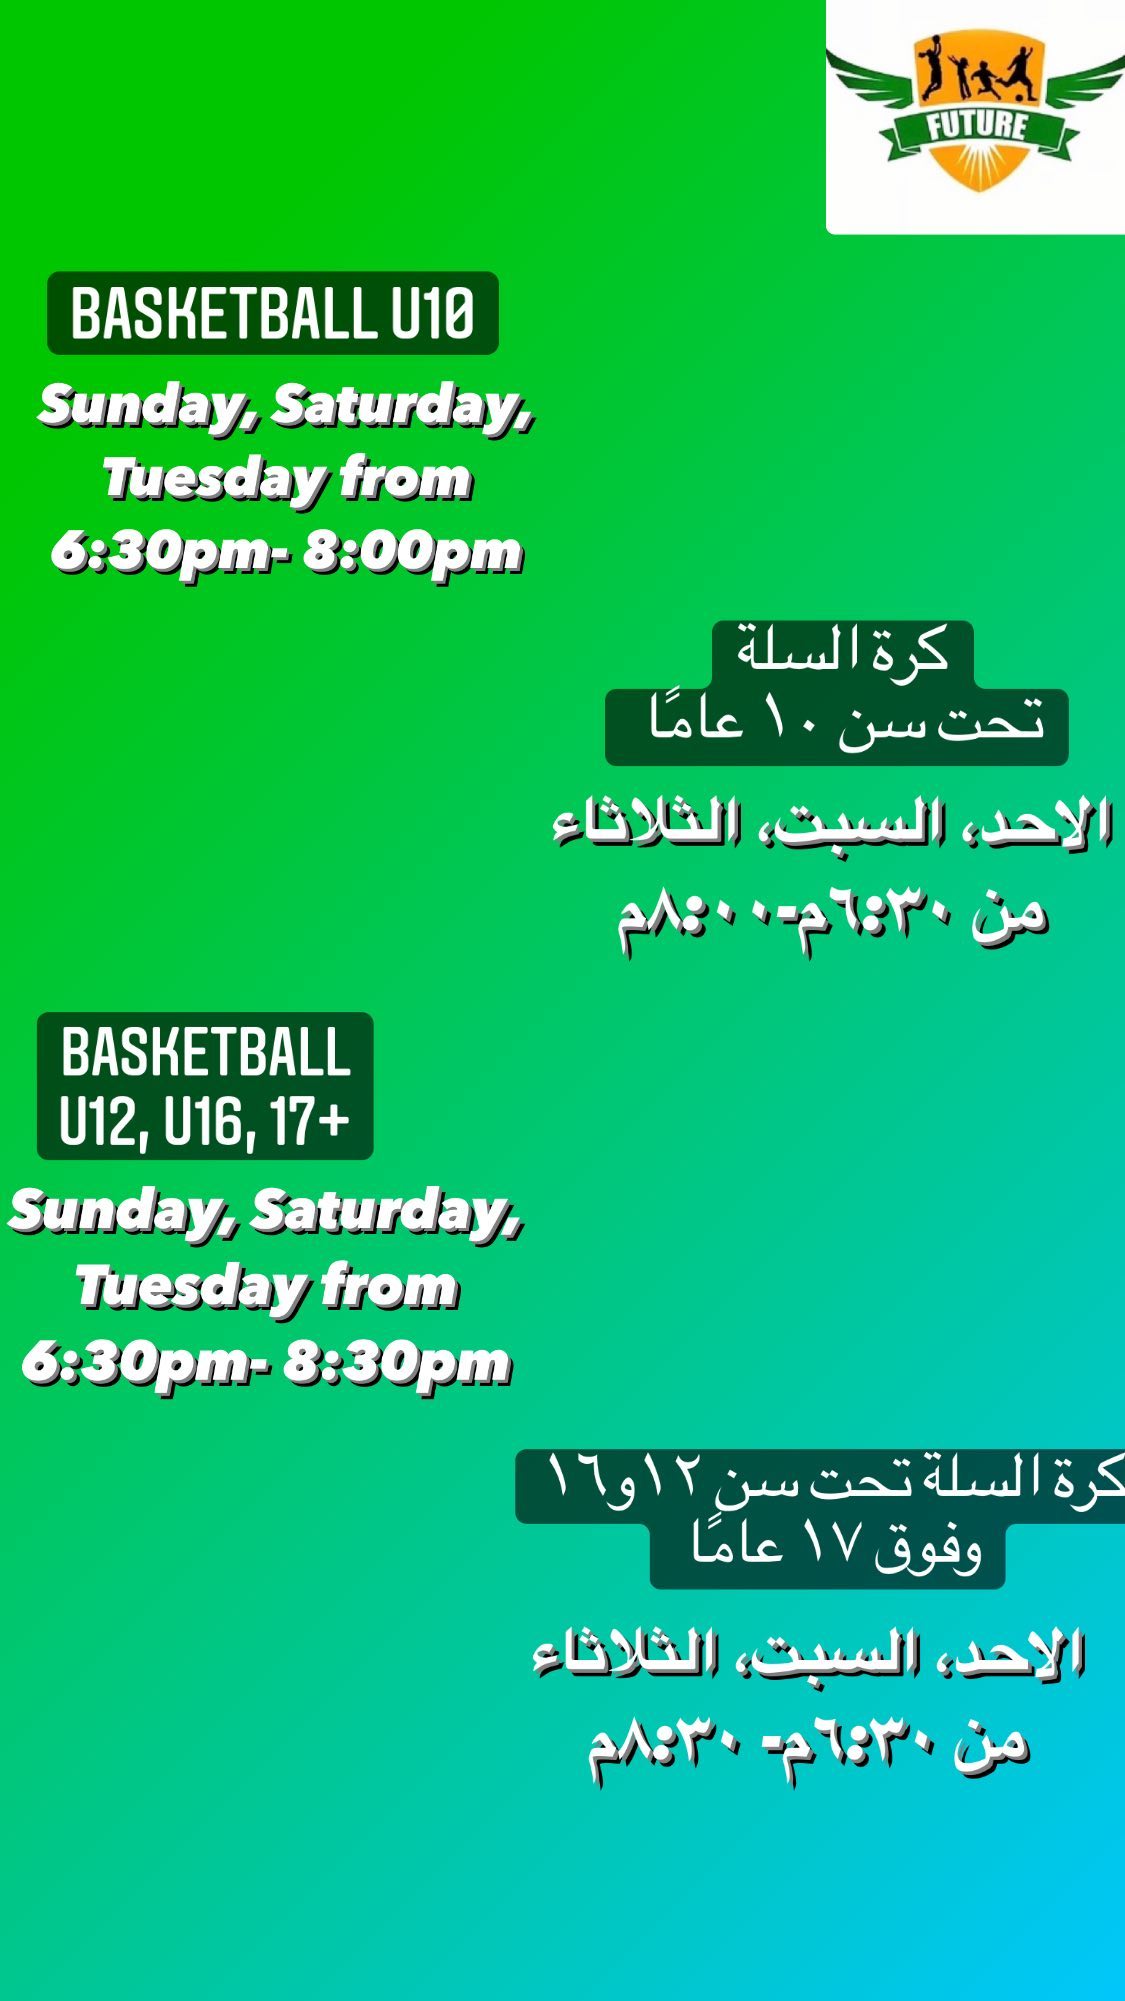 FUTURE
BASKETBALL U10
Sunday, Saturday,
Tuesday from
6:30pm- 8:00pm
كرة السلة
تحت سن ١٠ عامًا
الاحد، السبت، الثلاثاء
من ٦:٣٠م-٨:٠٠م
BASKETBALL
U12, U16, 17+
Sunday, Saturday,
Tuesday from
6:30pm- 8:30pm
كرة السلة تحت سن ١٢و١٦
وفوق ١٧ عامًا
الاحد، السبت، الثلاثاء
من ٦:٣٠م- ٨:٣٠م